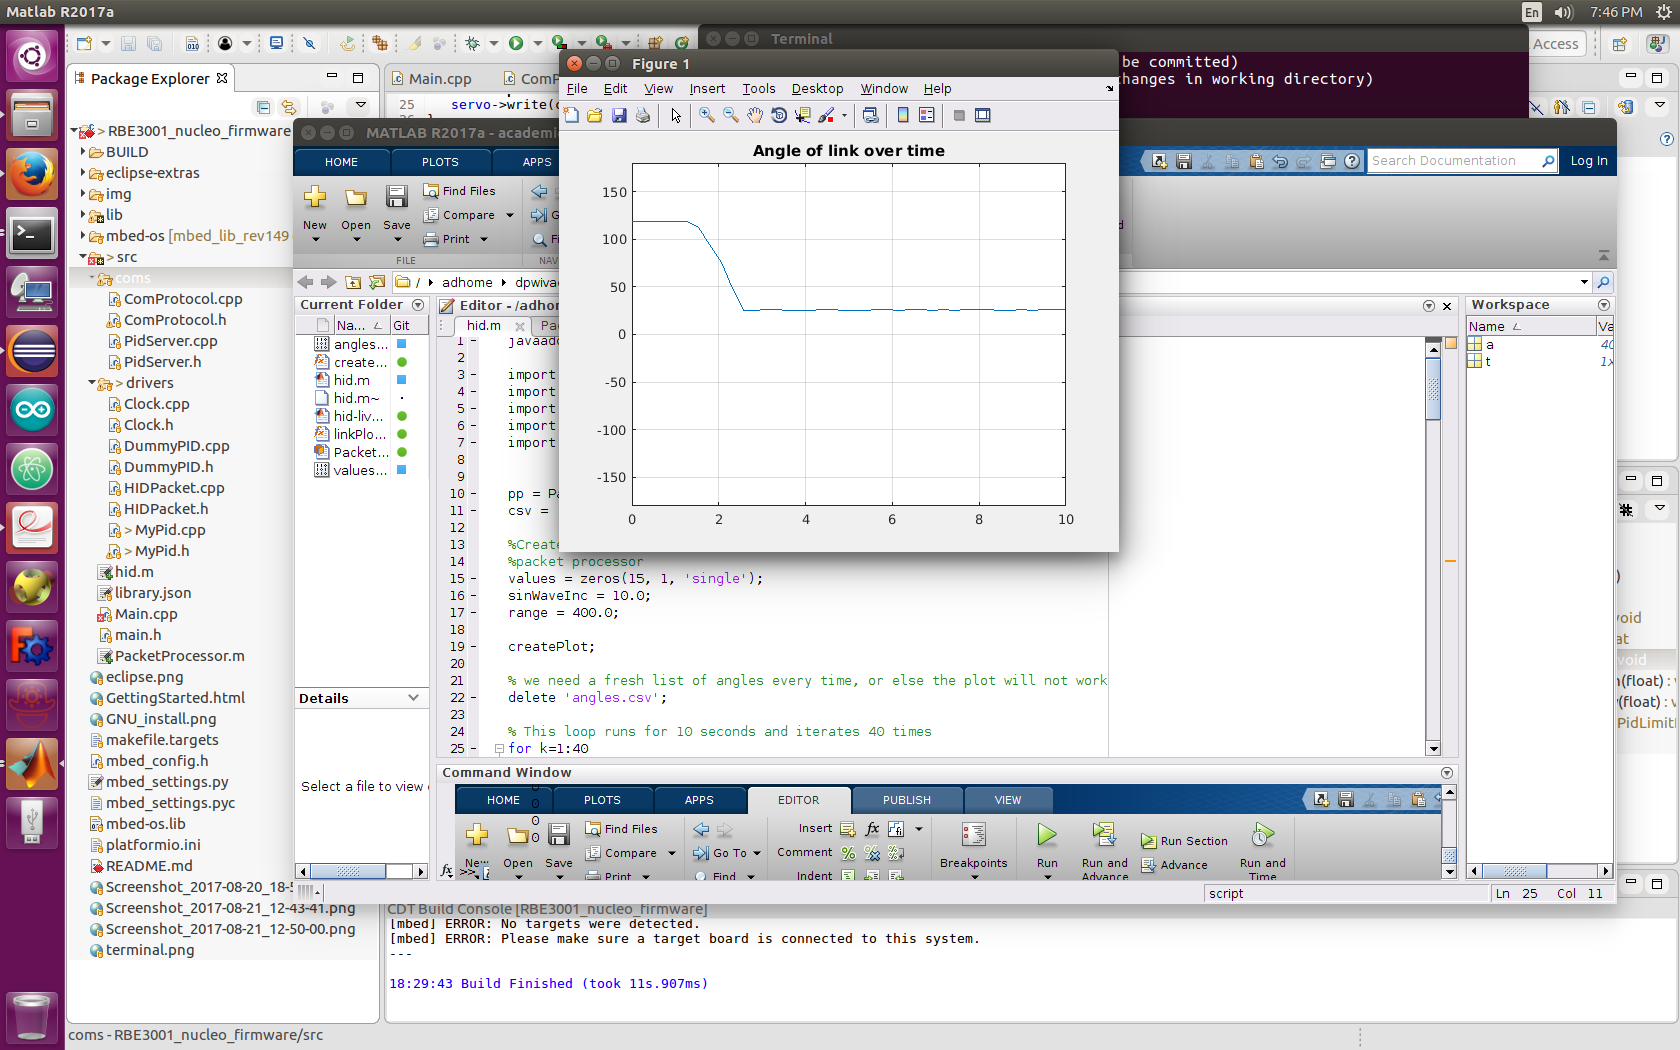 Matlab R2017a
En
7:46 PM
Package Explorer
Main.cpp
Terminal
Access
Figure 1
be committed)
changes in working directory)
25
servo->write(
File Edit View Insert Tools Desktop Window Help
RBE3001_nucleo_firmware
BUILD
eclipse-extras
img
lib
mbed-os [mbed_lib_rev149
src
coms
ComProtocol.cpp
ComProtocol.h
PidServer.cpp
PidServer.h
drivers
Clock.cpp
Clock.h
DummyPID.cpp
DummyPID.h
HIDPacket.cpp
HIDPacket.h
> MyPid.cpp
> MyPid.h
hid.m
library.json
Main.cpp
main.h
PacketProcessor.m
eclipse.png
GettingStarted.html
GNU_install.png
makefile.targets
mbed_config.h
mbed_settings.py
mbed_settings.pyc
mbed-os.lib
platformio.ini
README.md
Screenshot_2017-08-20_18-5
Screenshot_2017-08-21_12-43-41.png
Screenshot_2017-08-21_12-50-00.png
terminal.png
coms - RBE3001_nucleo_firmware/src
MATLAB R2017a - academi
HOME PLOTS APPS
Search Documentation
Log In
New Open Save
Find Files
Compare
Print
FILE
NAV
/ adhome dpwiva
Angle of link over time
150
100
50
0
-50
-100
-150
0 2 4 6 8 10
Current Folder
Na... Git
angles...
create...
hid.m
hid.m~
hid-liv...
linkPlo...
Packet...
values...
Details
Select a file to view
Editor - /adho
hid.m
1 javaadd
2
3 import
4 import
5 import
6 import
7 import
8
9
10 pp = Pa
11 csv =
12
13 %Create
14 %packet processor
15 values = zeros(15, 1, 'single');
16 sinWaveInc = 10.0;
17 range = 400.0;
18
19 createPlot;
20
21 % we need a fresh list of angles every time, or else the plot will not work
22 delete 'angles.csv';
23
24 % This loop runs for 10 seconds and iterates 40 times
25 for k=1:40
Workspace
Name Va
a 40
t 1x
Command Window
HOME PLOTS APPS EDITOR PUBLISH VIEW
New Open Save
Find Files
Compare
Print
Go To
Find
Insert
Comment
Indent
Breakpoints
Run
Run and Advance
Run Section
Advance
Run and Time
fx >>
script
Ln 25 Col 11
void
at
void
(float) : v
(float) : v
PidLimit
CDT Build Console [RBE3001_nucleo_firmware]
[mbed] ERROR: No targets were detected.
[mbed] ERROR: Please make sure a target board is connected to this system.
---
18:29:43 Build Finished (took 11s.907ms)